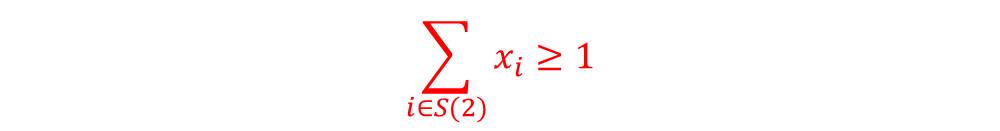 ∑ xᵢ ≥ 1
i∈S(2)